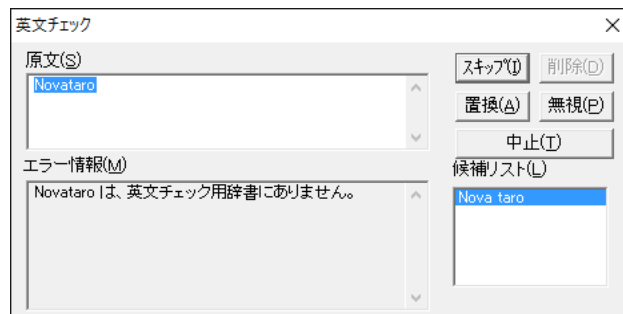 英文チェック
原文(S)
Novataro
スキップ(I)
削除(D)
置換(A)
無視(P)
中止(T)
エラー情報(M)
Novataro は、英文チェック用辞書にありません。
候補リスト(L)
Nova taro